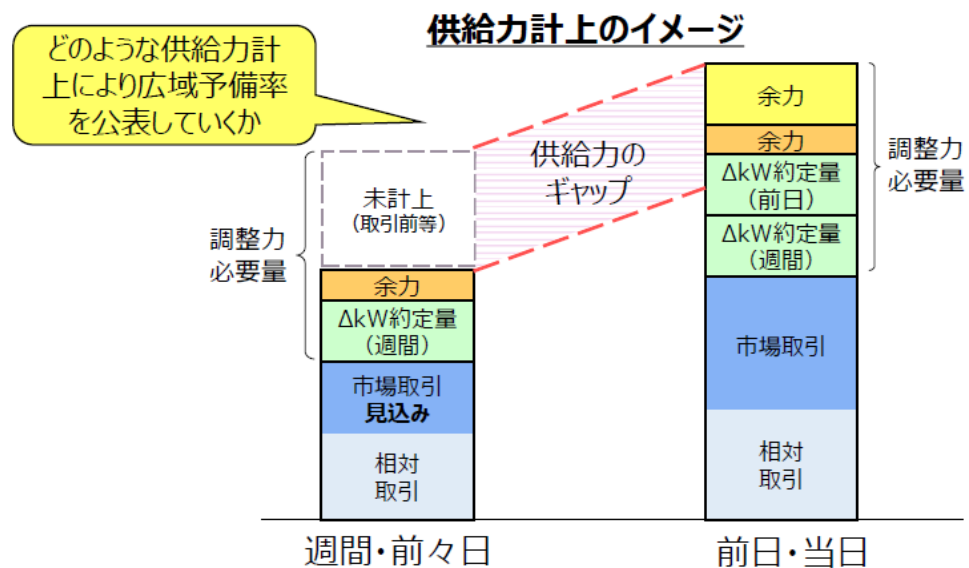 供給力計上のイメージ
どのような供給力計
上により広域予備率
を公表していくか
未計上
（取引前等）
調整力
必要量
余力
ΔkW約定量
（週間）
市場取引
見込み
相対
取引
供給力の
ギャップ
余力
余力
ΔkW約定量
（前日）
ΔkW約定量
（週間）
調整力
必要量
市場取引
相対
取引
週間・前々日
前日・当日